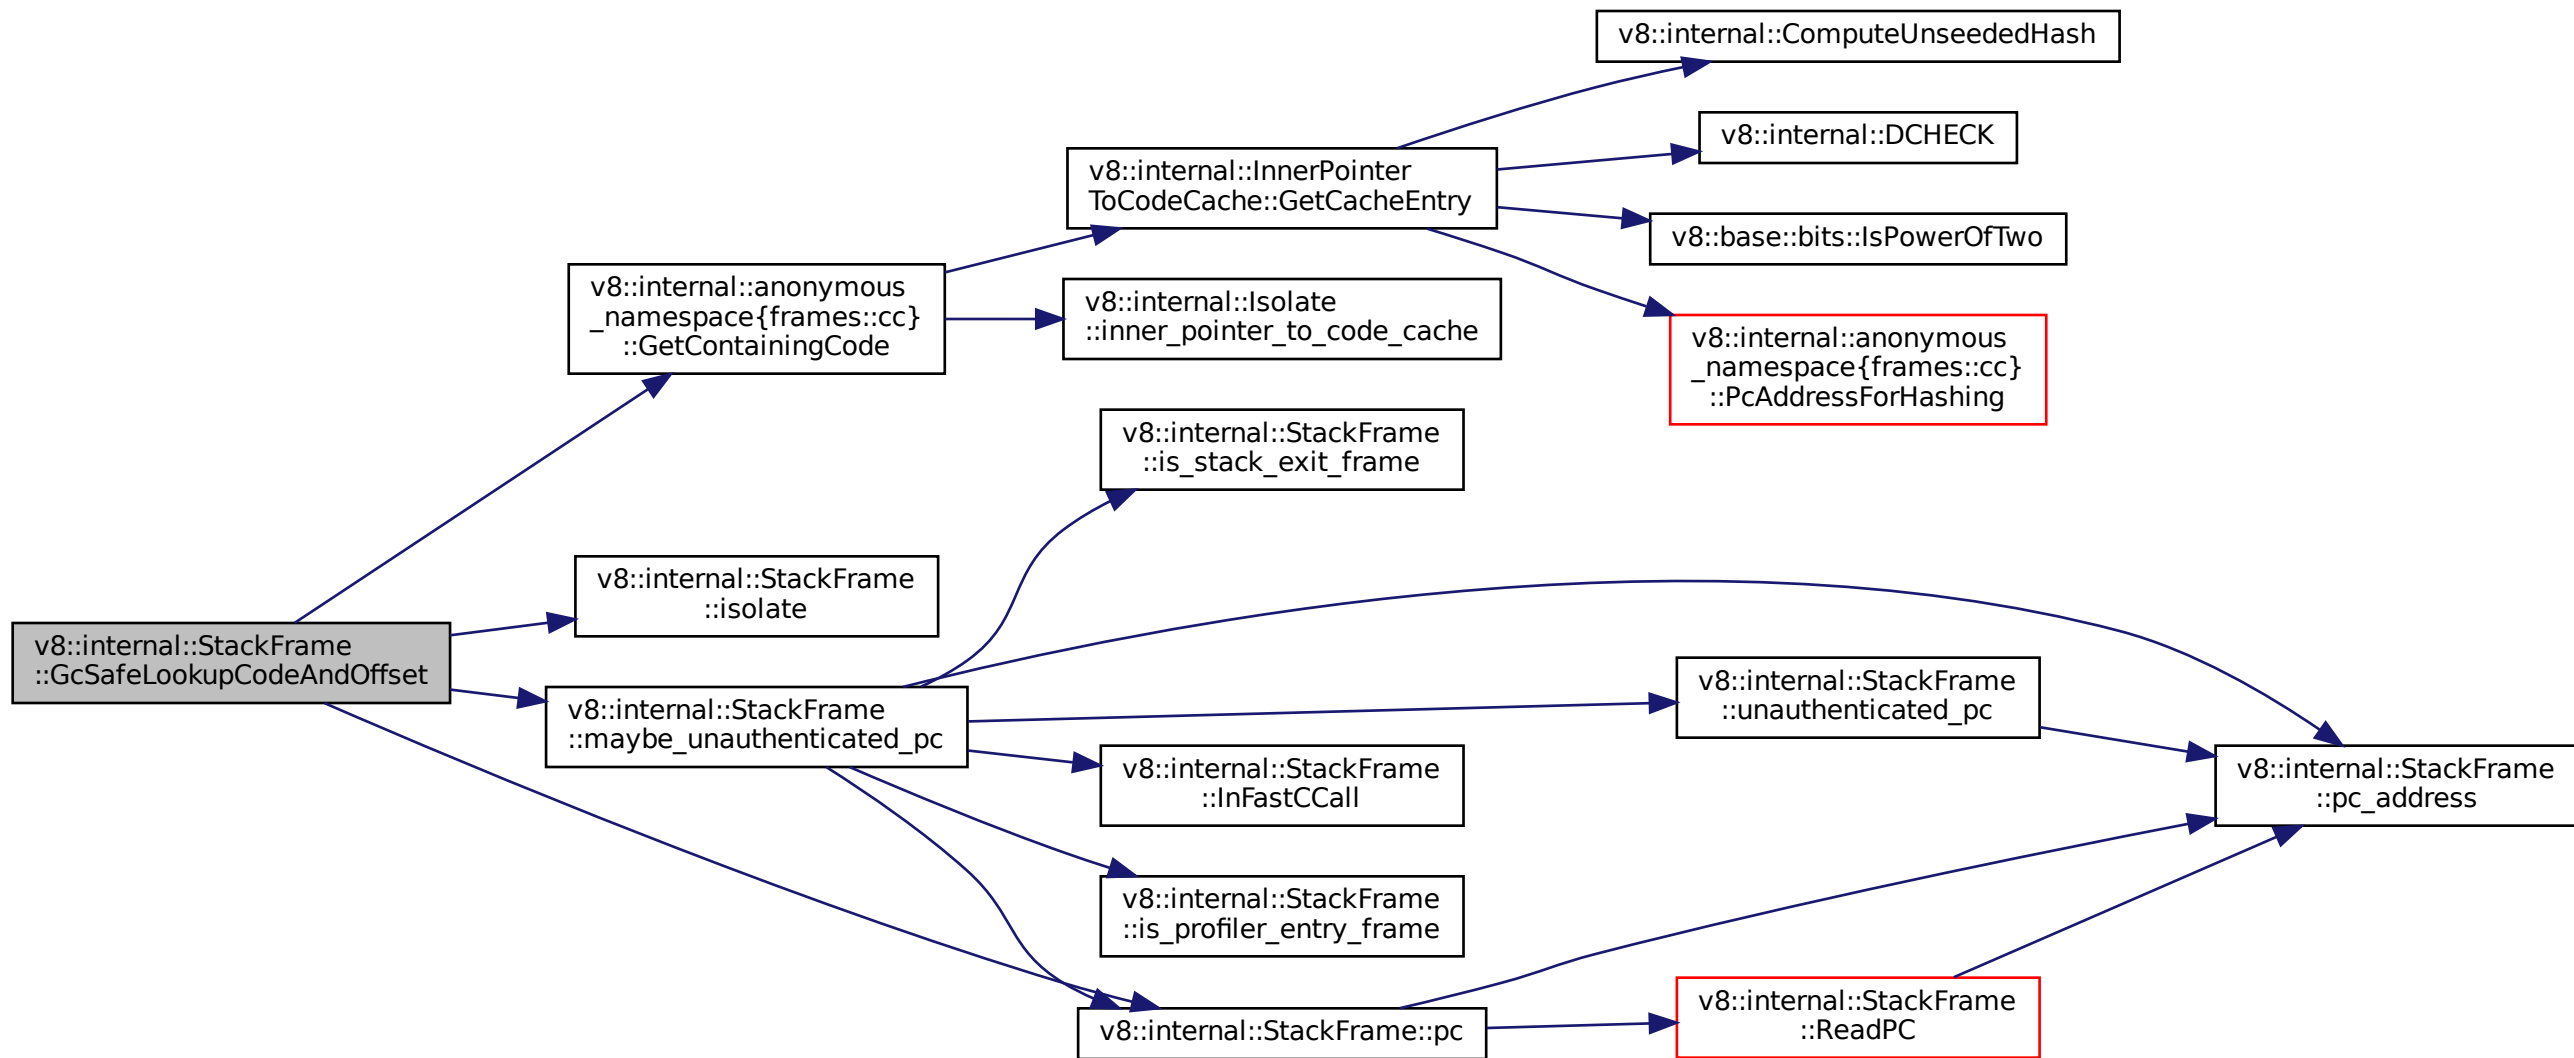 v8::internal::ComputeUnseededHash
v8::internal::DCHECK
v8::internal::InnerPointer
ToCodeCache::GetCacheEntry
v8::base::bits::IsPowerOfTwo
v8::internal::anonymous
_namespace{frames::cc}
::GetContainingCode
v8::internal::Isolate
::inner_pointer_to_code_cache
v8::internal::anonymous
_namespace{frames::cc}
::PcAddressForHashing
v8::internal::StackFrame
::is_stack_exit_frame
v8::internal::StackFrame
::isolate
v8::internal::StackFrame
::GcSafeLookupCodeAndOffset
v8::internal::StackFrame
::maybe_unauthenticated_pc
v8::internal::StackFrame
::unauthenticated_pc
v8::internal::StackFrame
::InFastCCall
v8::internal::StackFrame
::pc_address
v8::internal::StackFrame
::is_profiler_entry_frame
v8::internal::StackFrame::pc
v8::internal::StackFrame
::ReadPC